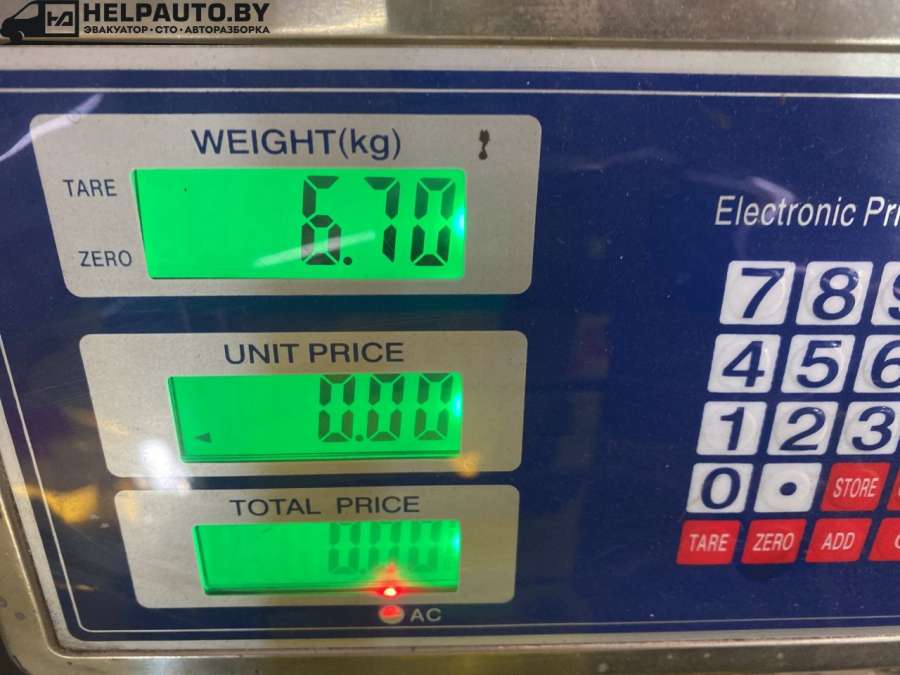 HELPAUTO.BY
ЭВАКУАТОР · СТО · АВТОРАЗБОРКА
WEIGHT(kg)
TARE
6.70
ZERO
UNIT PRICE
0.00
TOTAL PRICE
0.00
AC
Electronic
7 8 9
4 5 6
1 2 3
0 . STORE
TARE ZERO ADD